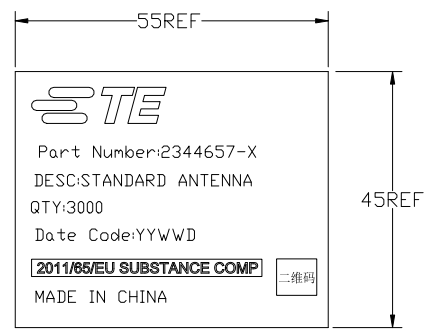 55REF
TE
Part Number:2344657-X
DESC:STANDARD ANTENNA
QTY:3000
Date Code:YYWWD
2011/65/EU SUBSTANCE COMP
二维码
MADE IN CHINA
45REF